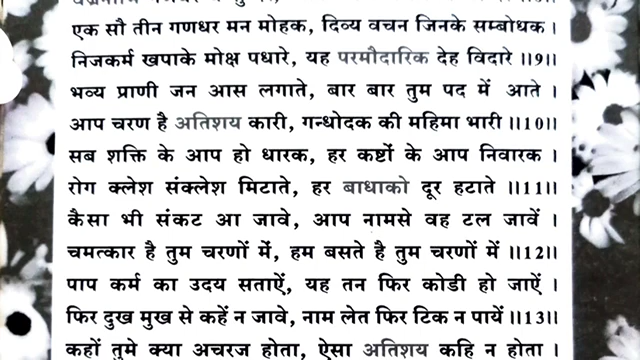 एक सौ तीन गणधर मन मोहक, दिव्य वचन जिनके सम्बोधक ।
निजकर्म खपाके मोक्ष पधारे, यह परमौदारिक देह विदारे ॥9॥
भव्य प्राणी जन आस लगाते, बार बार तुम पद में आते ।
आप चरण है अतिशय कारी, गन्धोदक की महिमा भारी ॥10॥
सब शक्ति के आप हो धारक, हर कष्टों के आप निवारक ।
रोग क्लेश संक्लेश मिटाते, हर बाधाको दूर हटाते ॥11॥
कैसा भी संकट आ जावे, आप नामसे वह टल जावें ।
चमत्कार है तुम चरणों में, हम बसते है तुम चरणों में ॥12॥
पाप कर्म का उदय सताऐं, यह तन फिर कोडी हो जाऐं ।
फिर दुख मुख से कहें न जावे, नाम लेत फिर टिक न पायें ॥13॥
कहों तुमे क्या अचरज होता, ऐसा अतिशय कहि न होता ।